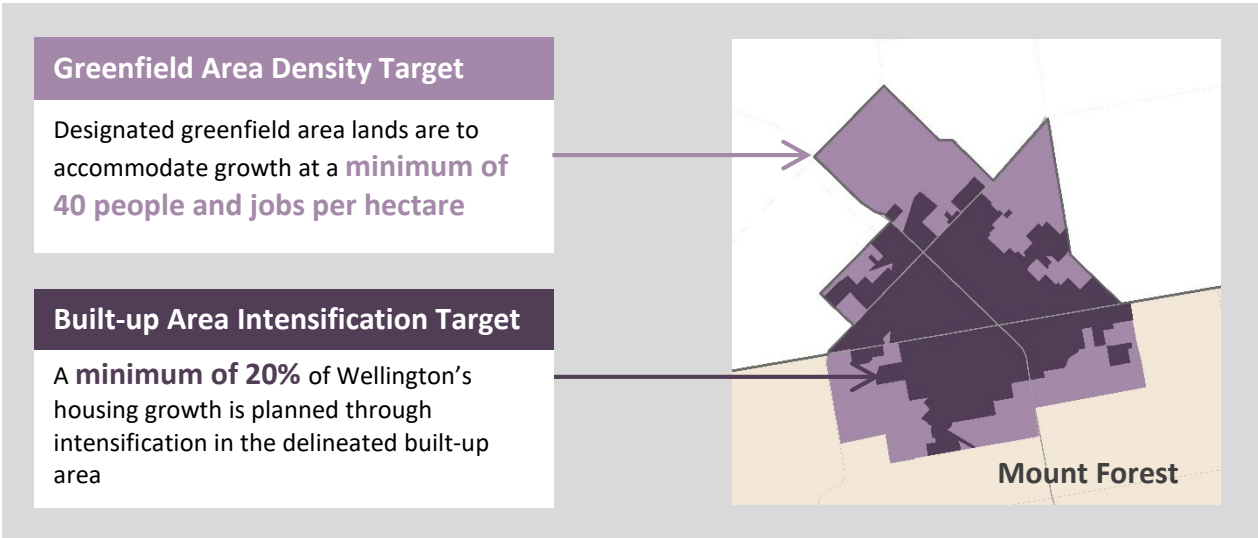 Greenfield Area Density Target
Designated greenfield area lands are to
accommodate growth at a minimum of
40 people and jobs per hectare
Built-up Area Intensification Target
A minimum of 20% of Wellington’s
housing growth is planned through
intensification in the delineated built-up
area
Mount Forest